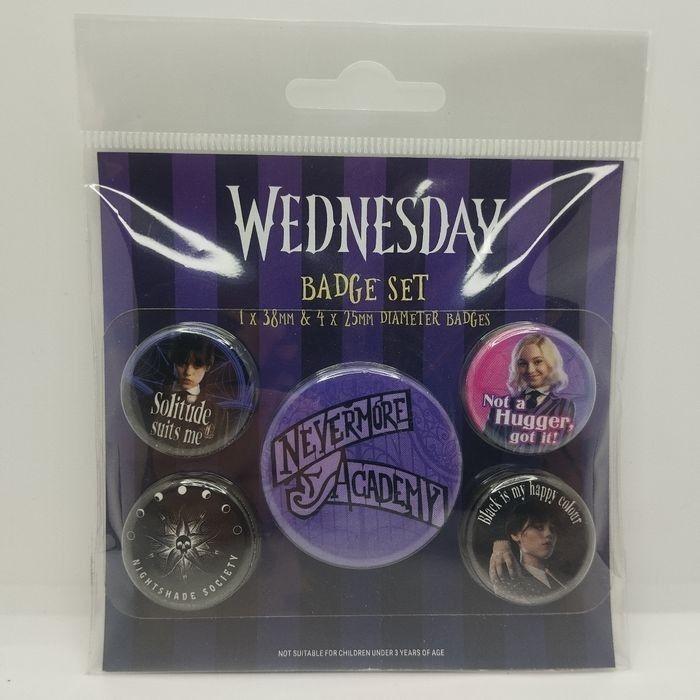 WEDNESDAY
BADGE SET
1 X 38MM & 4 X 25MM DIAMETER BADGES
Solitude
suits me
NEVERMORE
ACADEMY
Not a
Hugger,
got it!
NIGHTSHADE SOCIETY
Black is my happy colour
NOT SUITABLE FOR CHILDREN UNDER 3 YEARS OF AGE